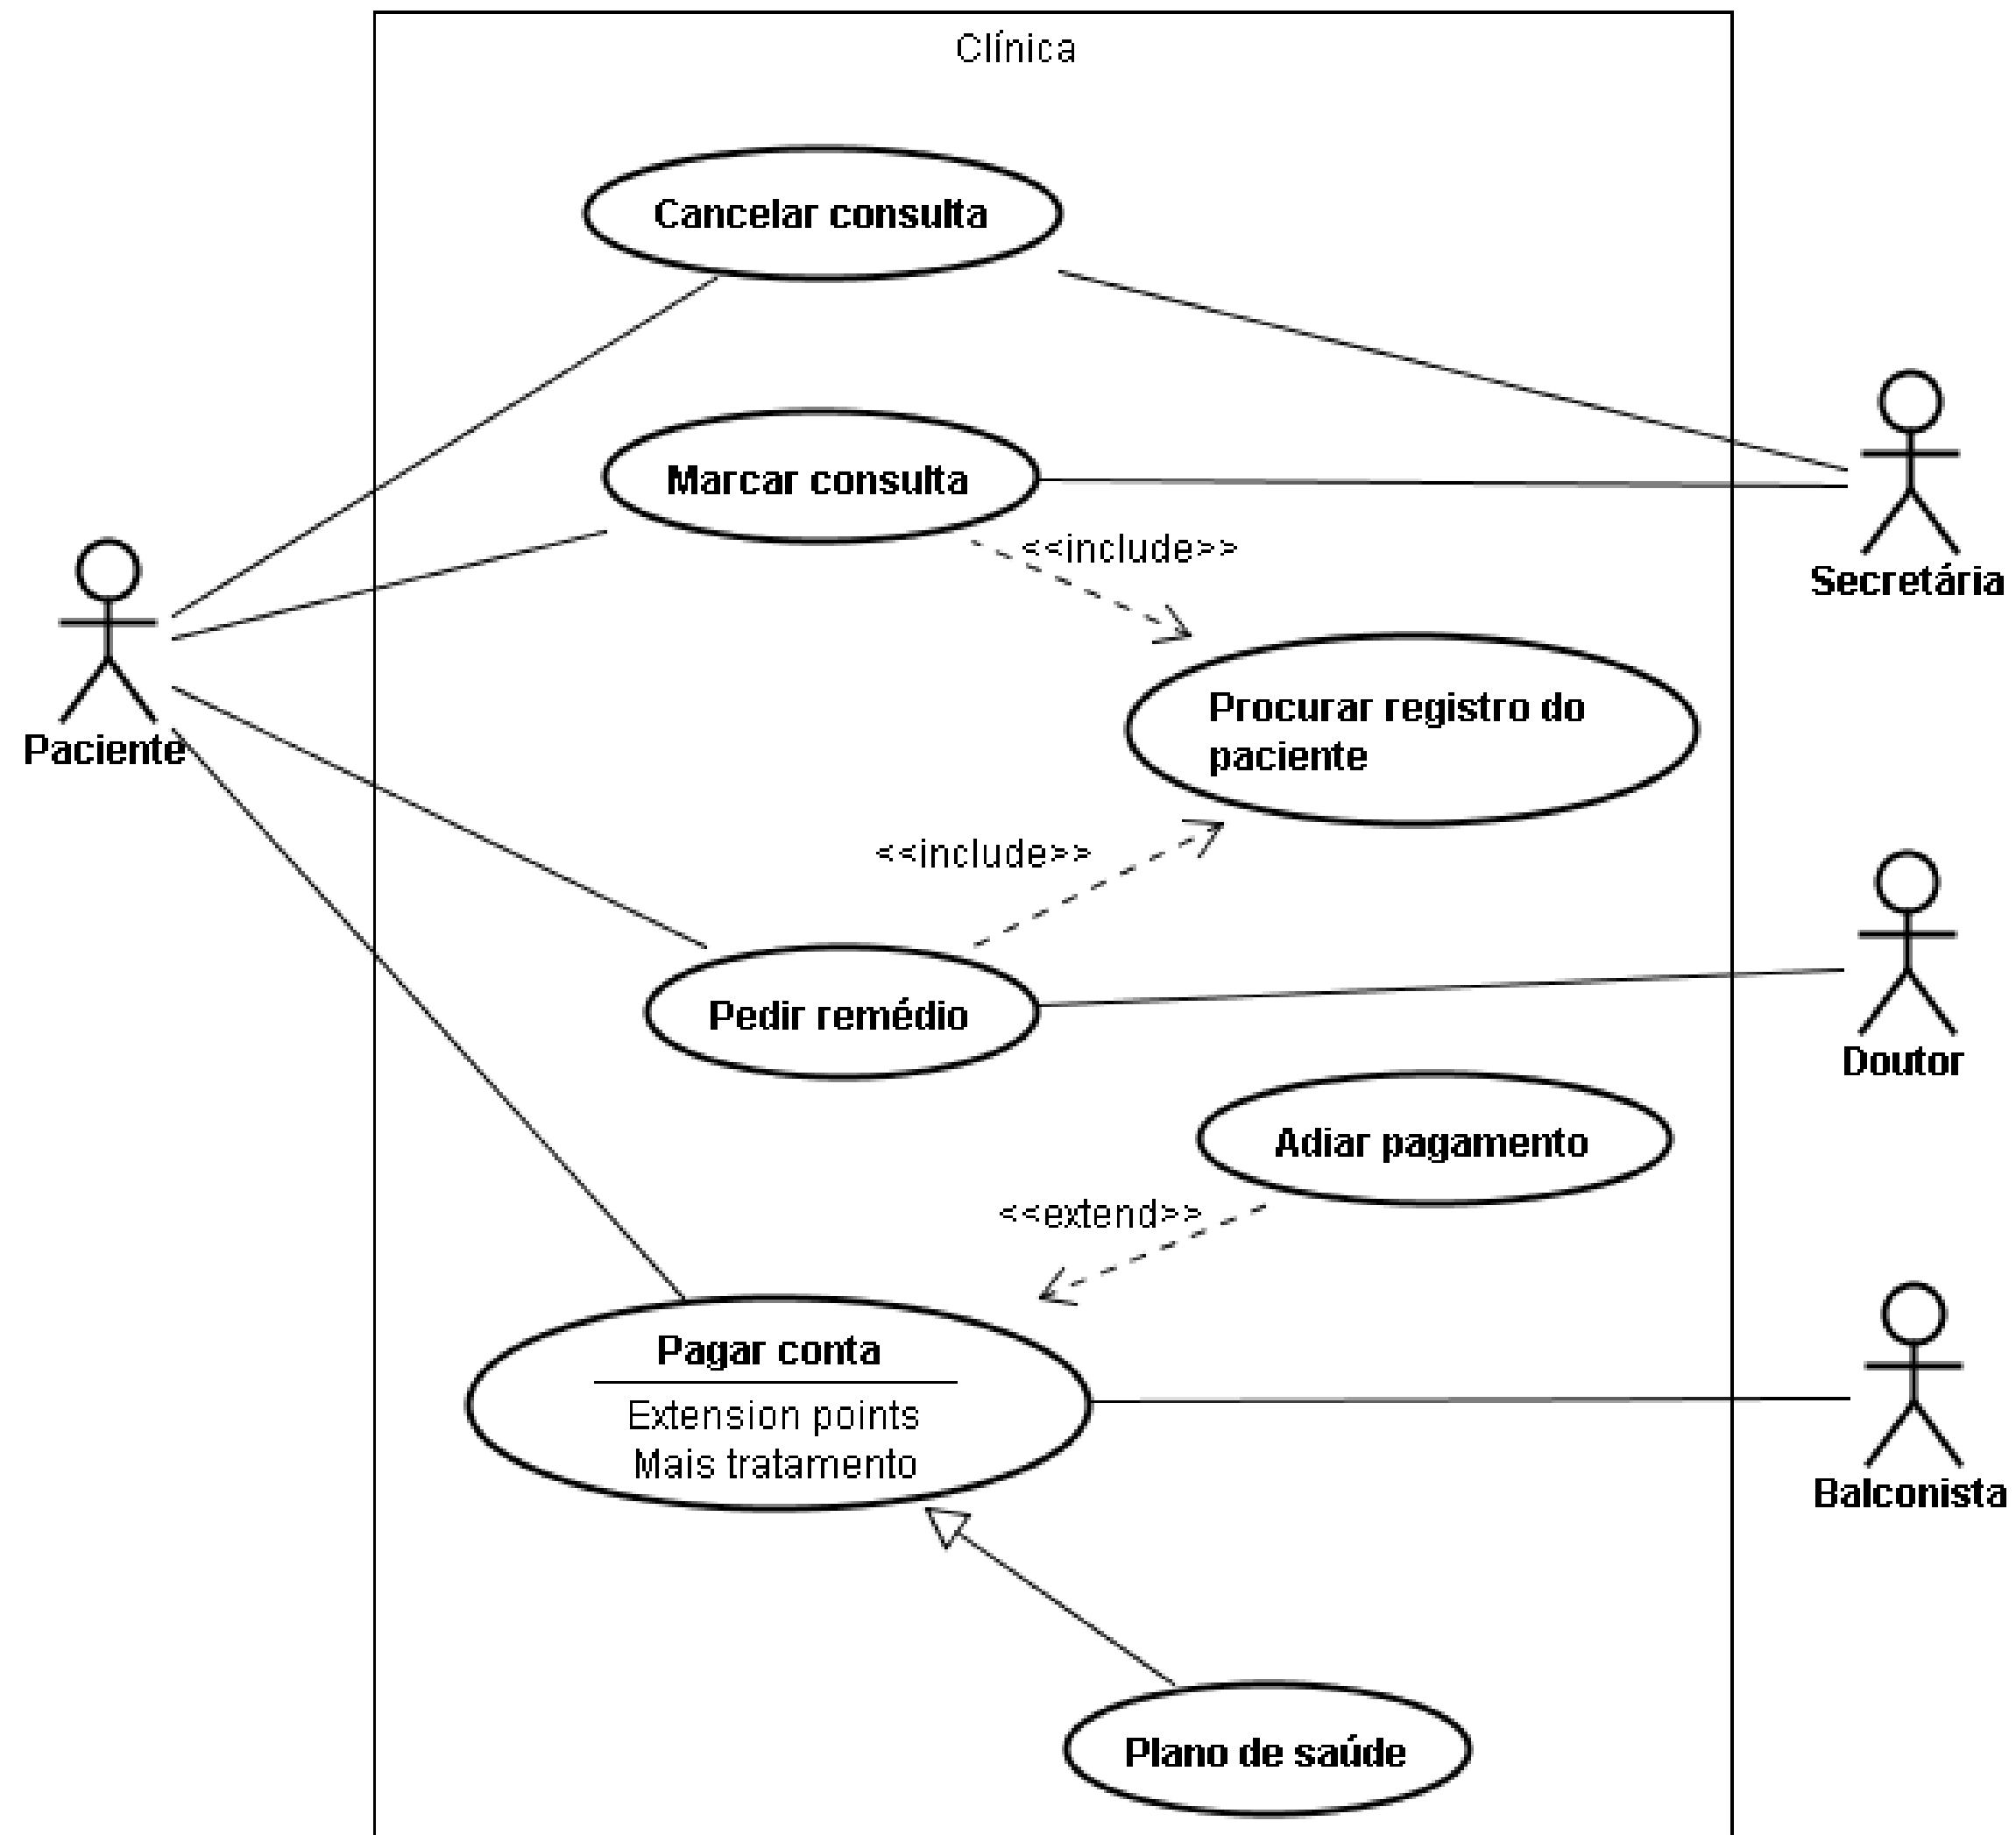 Clínica
Cancelar consulta
Marcar consulta
<<include>>
Secretária
Procurar registro do
paciente
Paciente
<<include>>
Pedir remédio
Doutor
Adiar pagamento
<<extend>>
Pagar conta
Extension points
Mais tratamento
Balconista
Plano de saúde